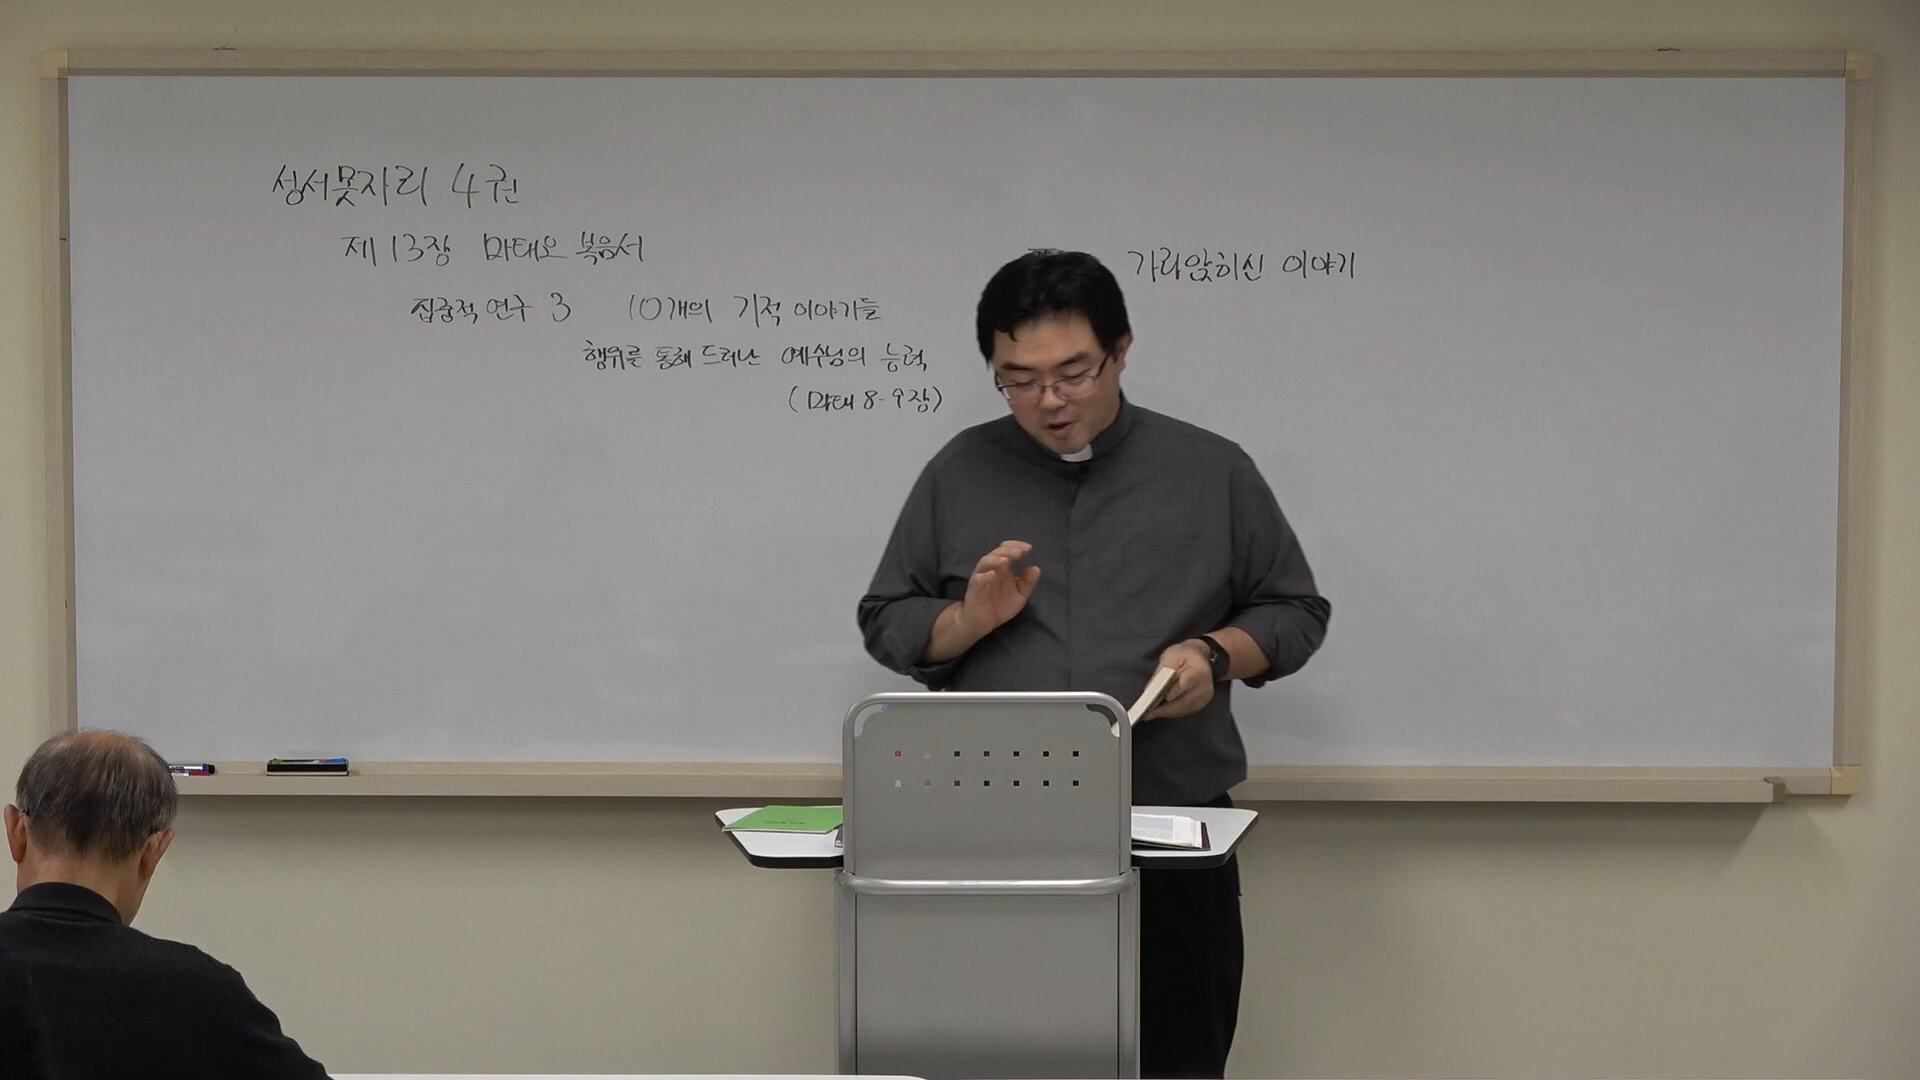 성서못자리 4권
제 13장 마태오 복음서
집중적 연구 3 10개의 기적 이야기들
행위를 통해 드러난 예수님의 능력
(마태 8-9장)
가라앉히신 이야기